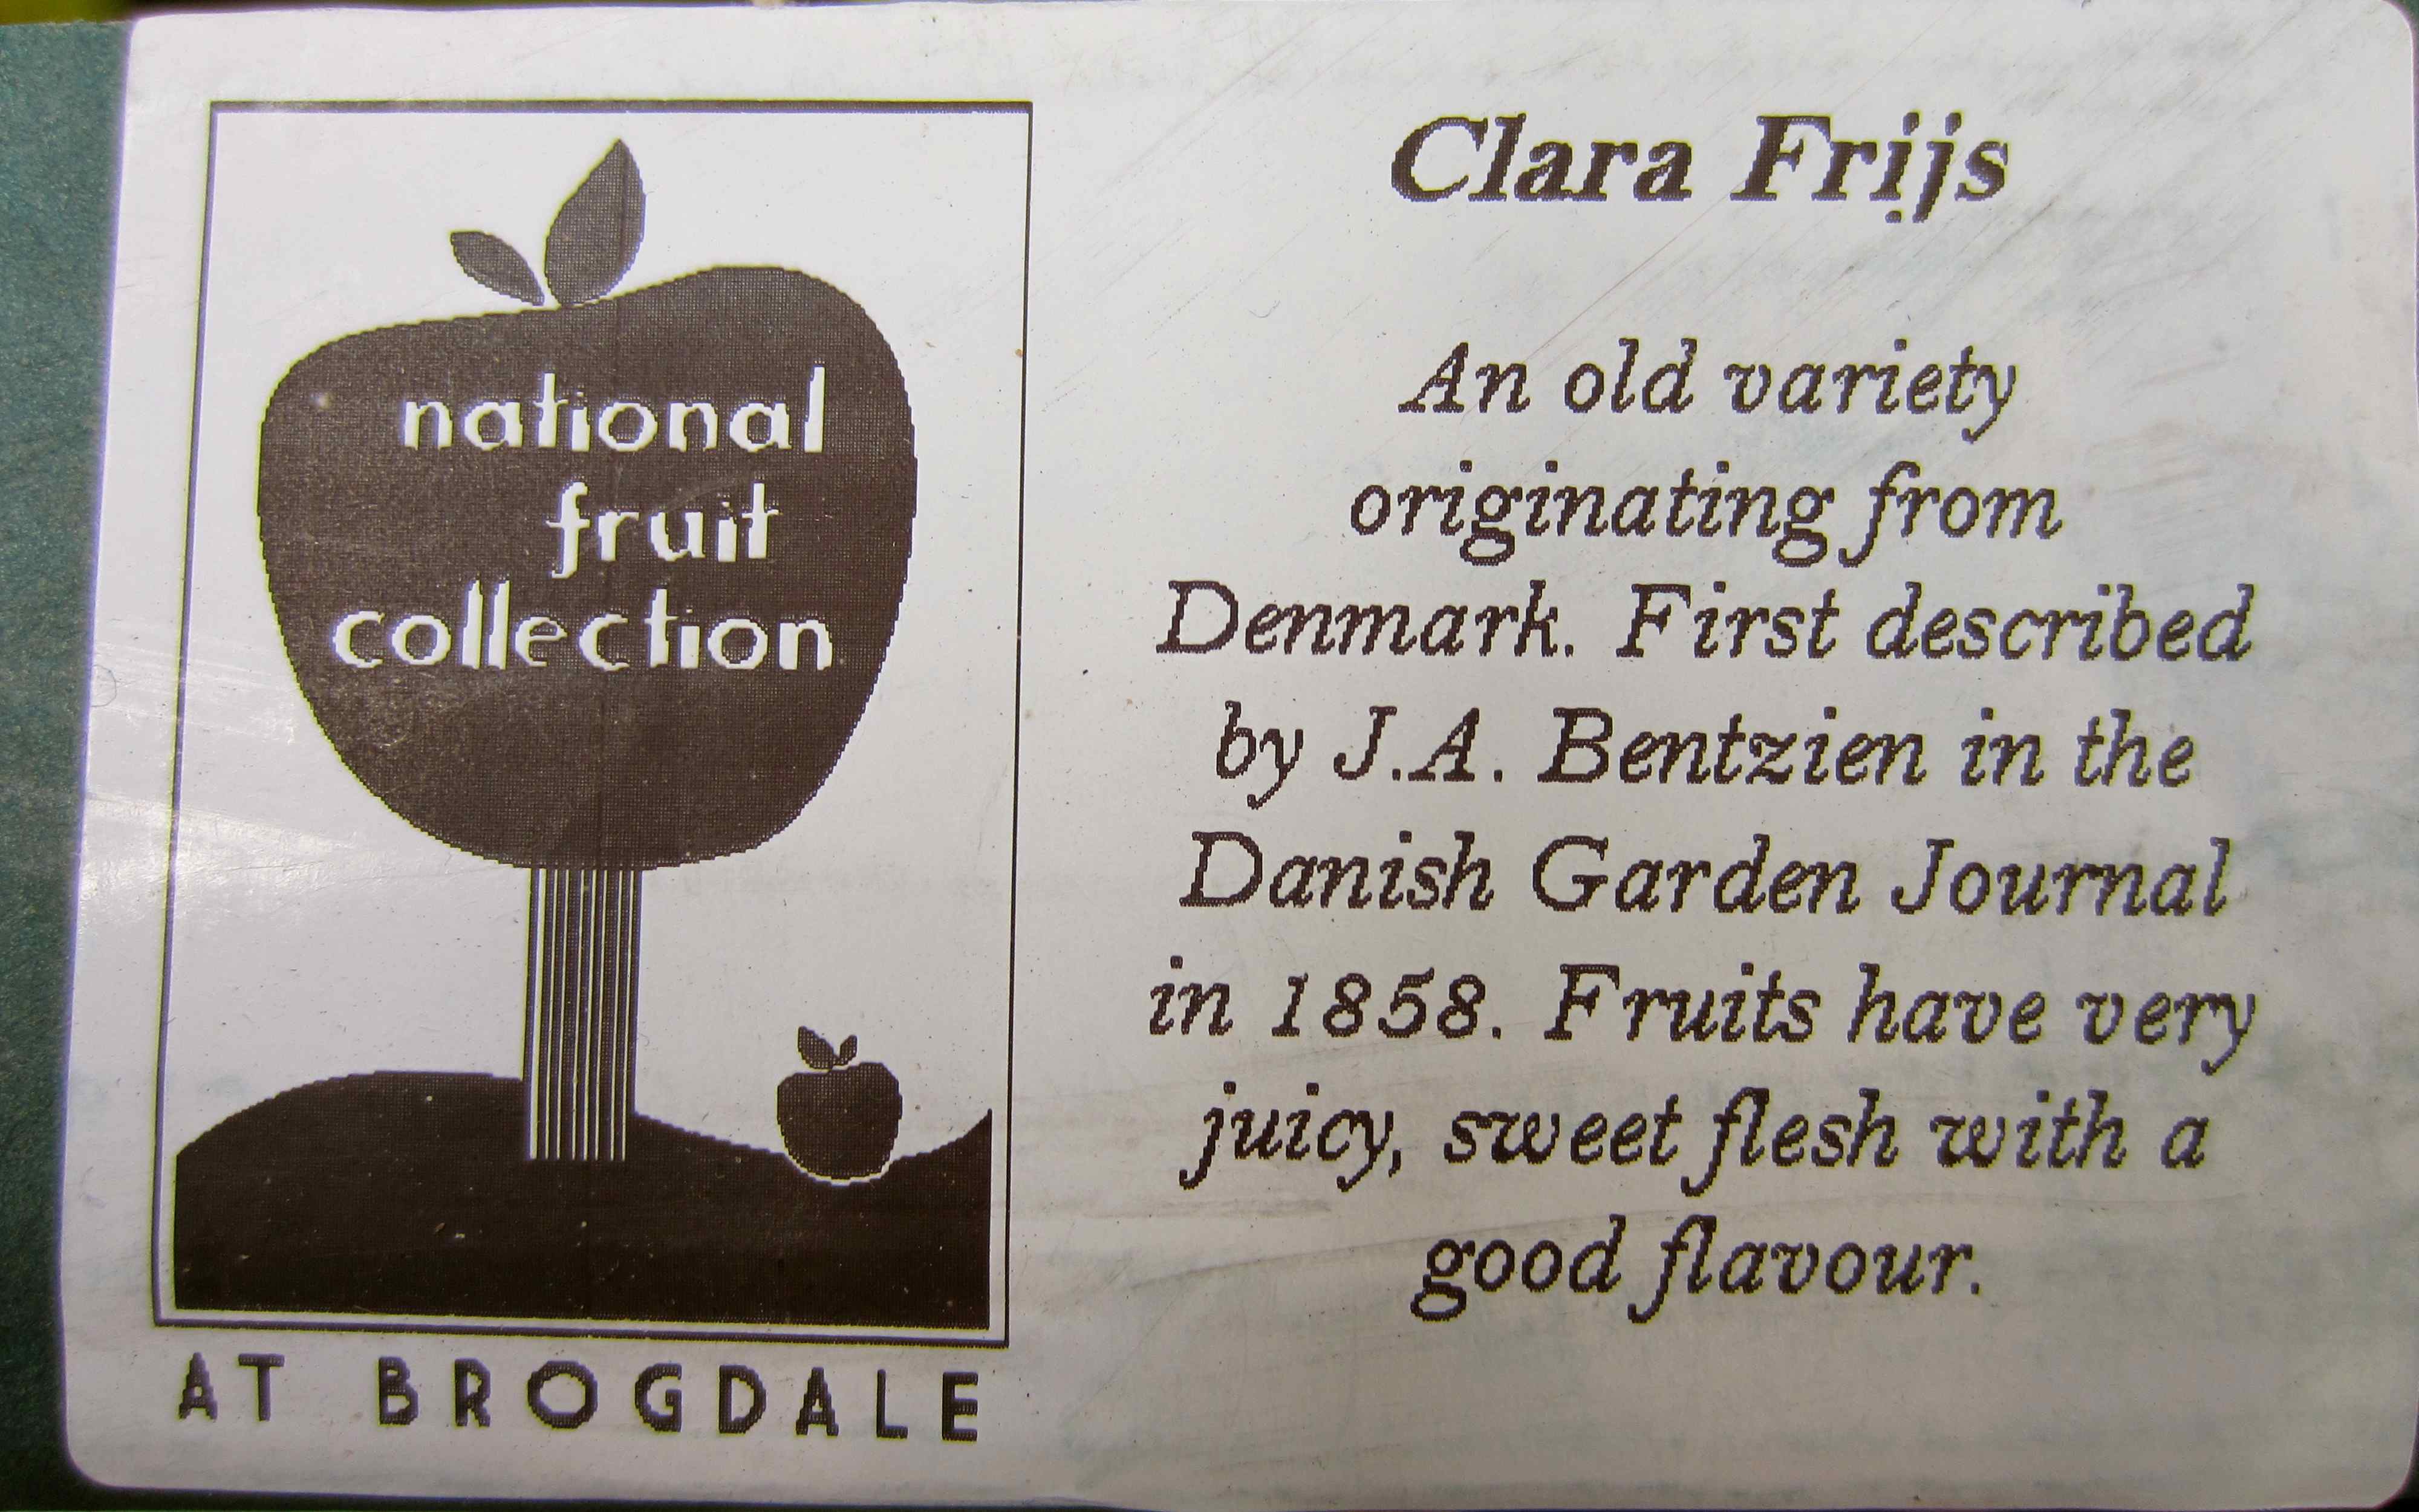 national
fruit
collection
AT BROGDALE
Clara Frijs
An old variety
originating from
Denmark. First described
by J.A. Bentzien in the
Danish Garden Journal
in 1858. Fruits have very
juicy, sweet flesh with a
good flavour.